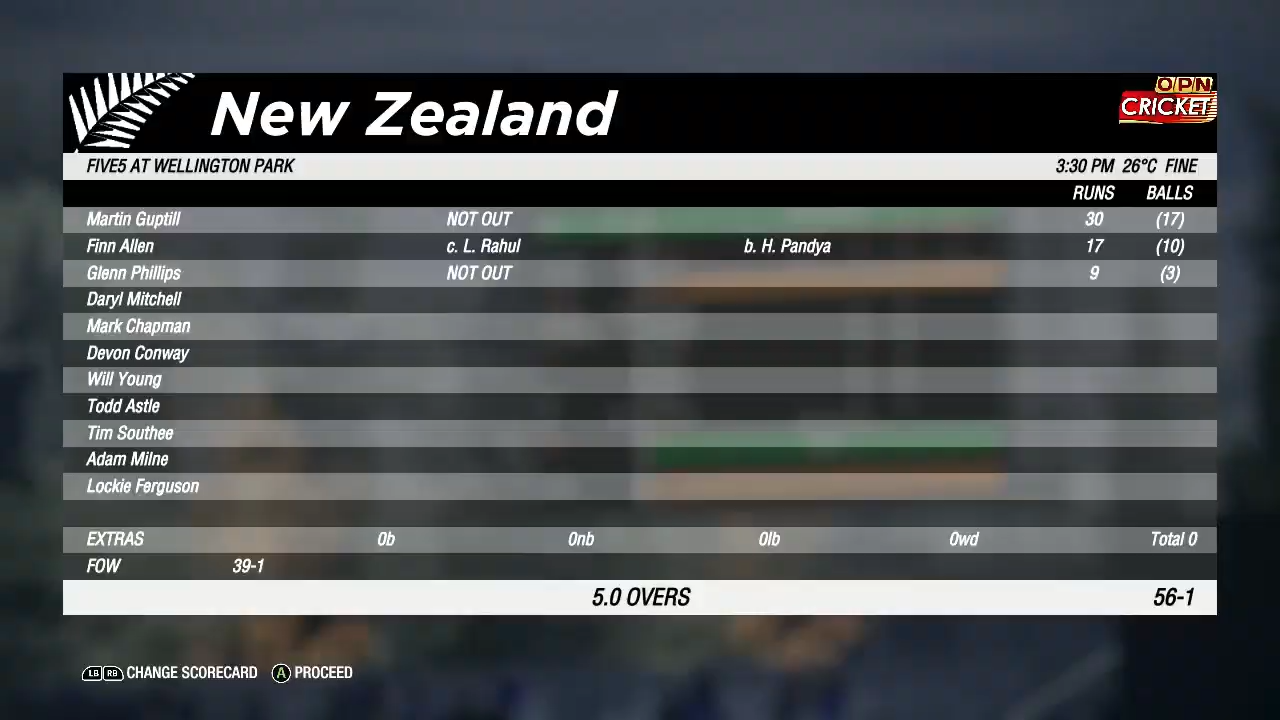 New Zealand
OPN
CRICKET
FIVE5 AT WELLINGTON PARK 3:30 PM 26°C FINE
RUNS BALLS
Martin Guptill NOT OUT 30 (17)
Finn Allen c. L. Rahul b. H. Pandya 17 (10)
Glenn Phillips NOT OUT 9 (3)
Daryl Mitchell
Mark Chapman
Devon Conway
Will Young
Todd Astle
Tim Southee
Adam Milne
Lockie Ferguson
EXTRAS 0b 0nb 0lb 0wd Total 0
FOW 39-1
5.0 OVERS 56-1
LB RB CHANGE SCORECARD A PROCEED